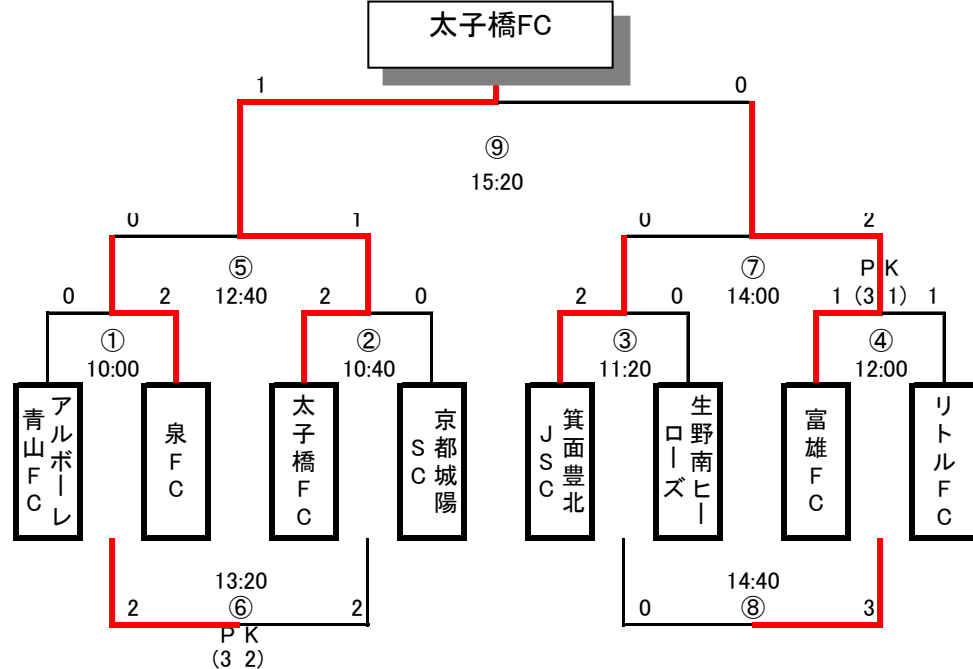 太子橋FC
1
0
⑨
15:20
0
1
0
2
⑤
12:40
⑦
14:00
PK
(3 1)
0
2
2
0
2
0
1
1
①
10:00
②
10:40
③
11:20
④
12:00
アルボーレ
青山FC
泉FC
太子橋FC
京都城陽
SC
箕面豊北
JSC
生野南ヒー
ローズ
富雄FC
リトルFC
13:20
2
⑥
2
PK
(3 2)
14:40
0
⑧
3